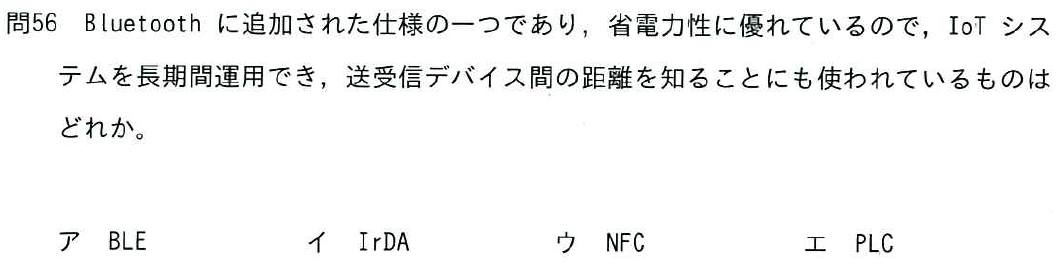 問56 Bluetooth に追加された仕様の一つであり，省電力性に優れているので，IoT シス
テムを長期間運用でき，送受信デバイス間の距離を知ることにも使われているものは
どれか。
ア BLE イ IrDA ウ NFC エ PLC